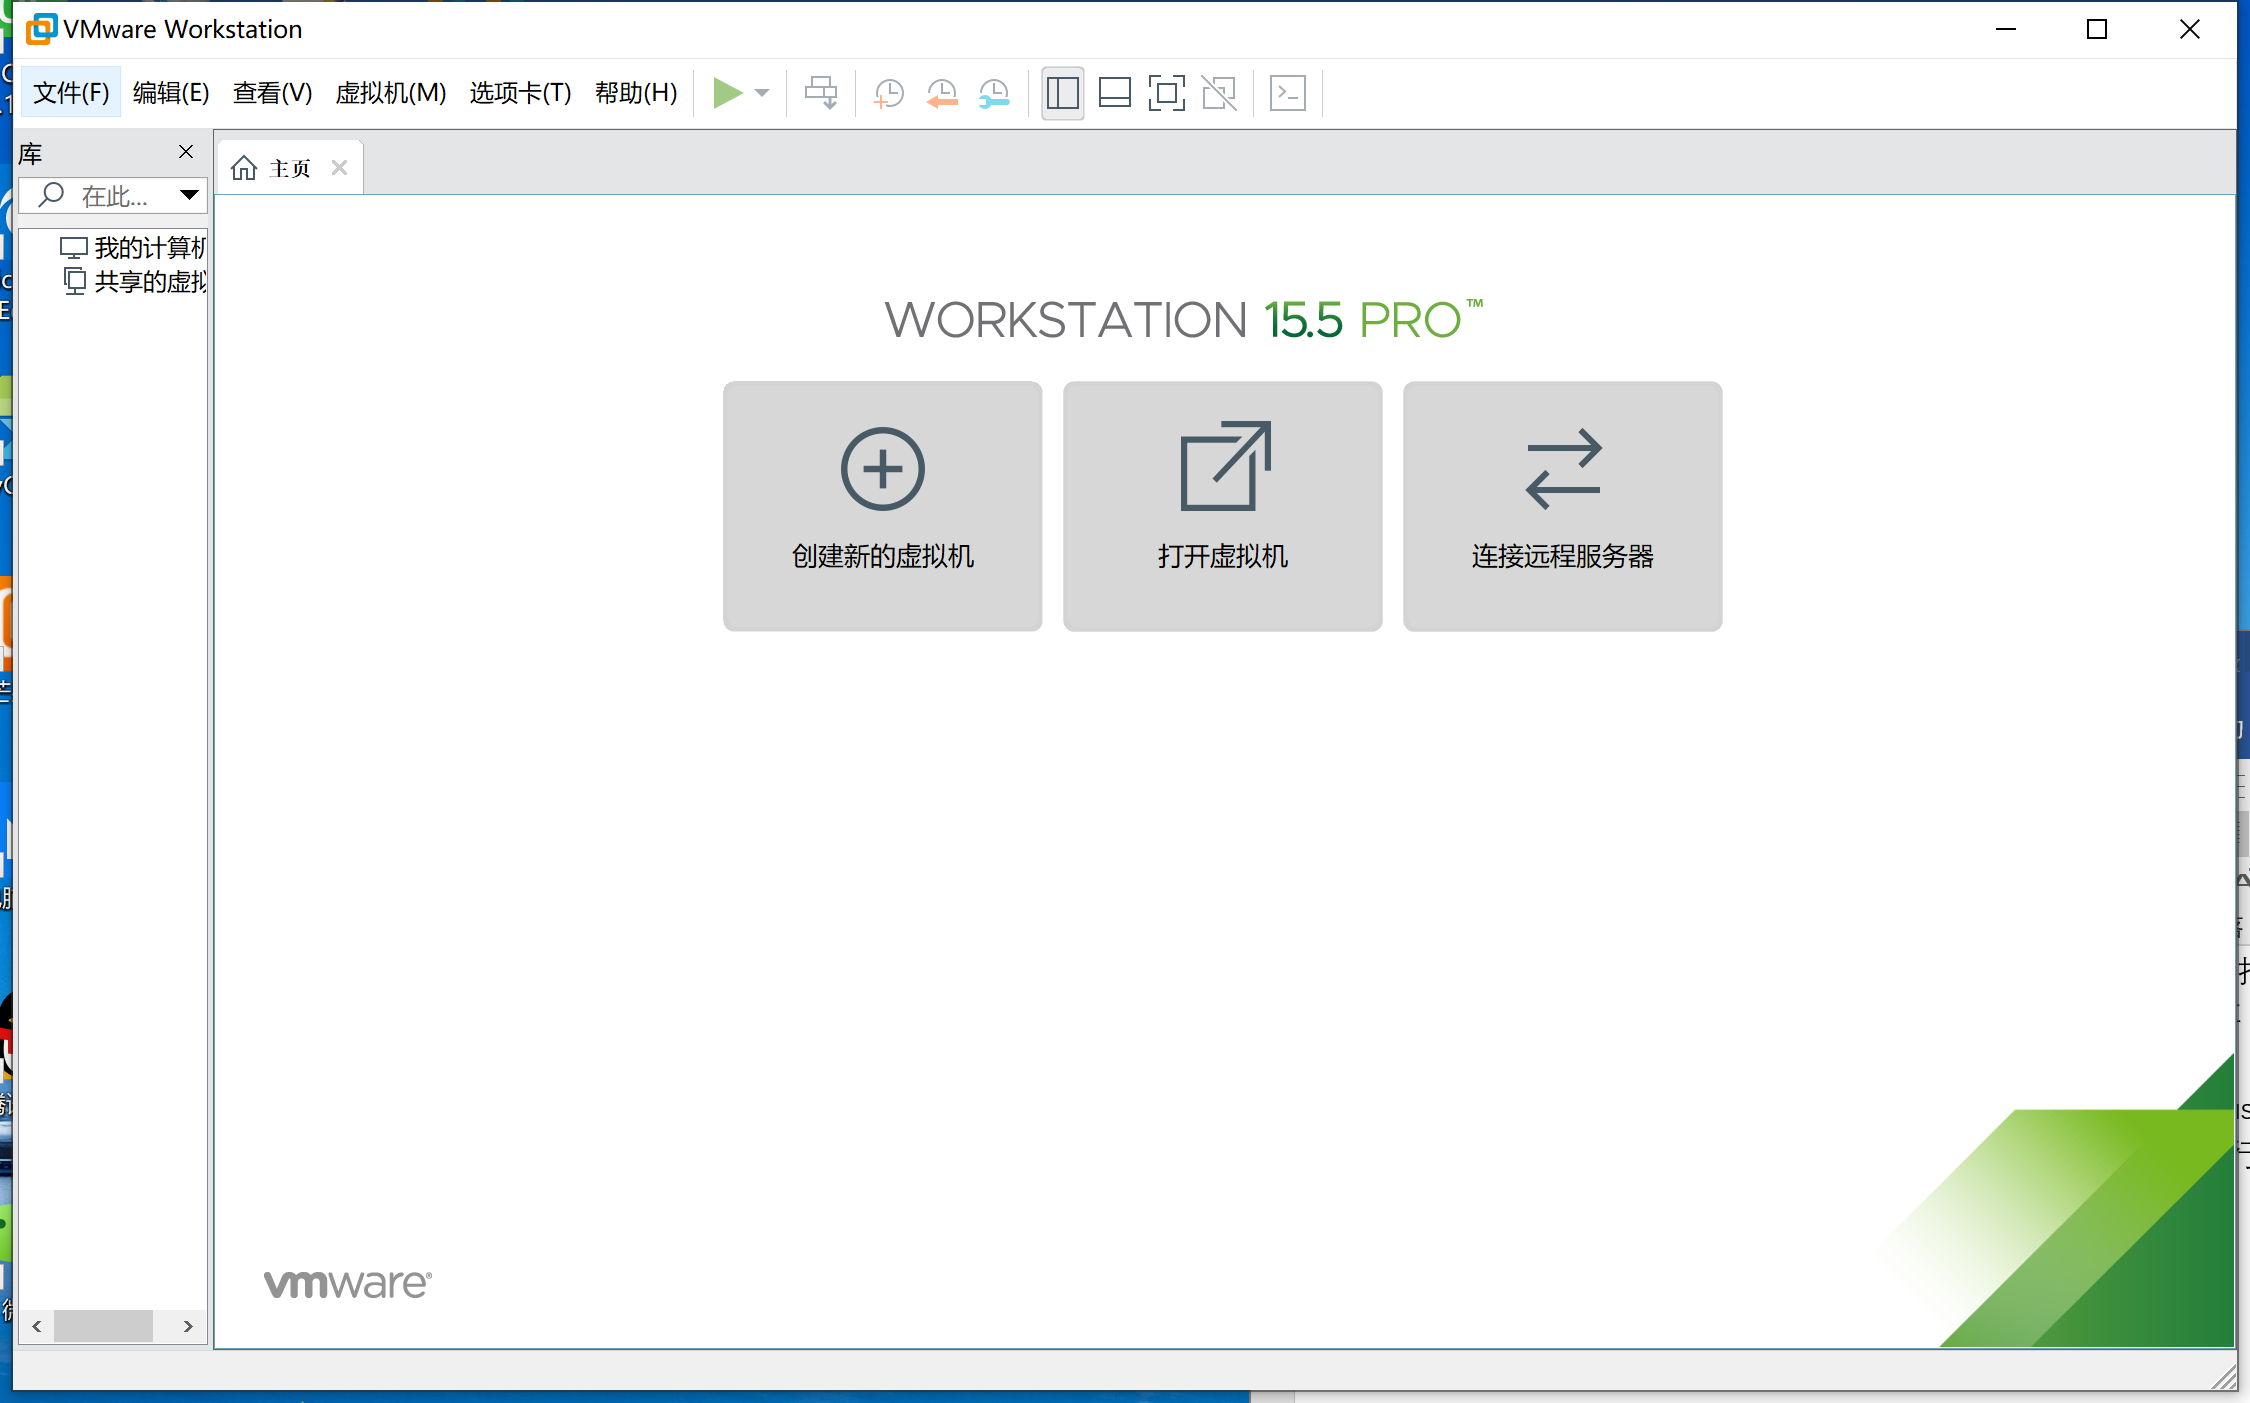 VMware Workstation
文件(F) 编辑(E) 查看(V) 虚拟机(M) 选项卡(T) 帮助(H)
库
主页
在此...
我的计算机
共享的虚拟
WORKSTATION 15.5 PRO™
创建新的虚拟机
打开虚拟机
连接远程服务器
vmware®